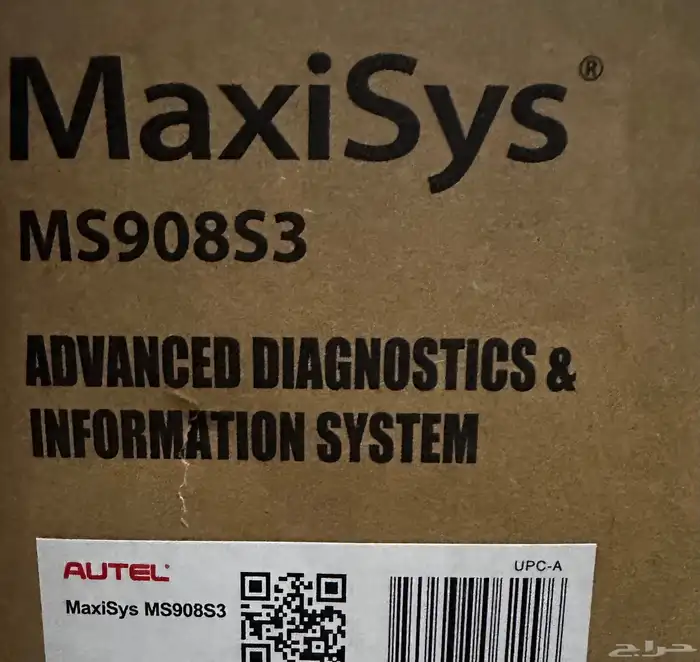 MaxiSys®
MS908S3
ADVANCED DIAGNOSTICS &
INFORMATION SYSTEM
AUTEL®
UPC-A
MaxiSys MS908S3
حراج